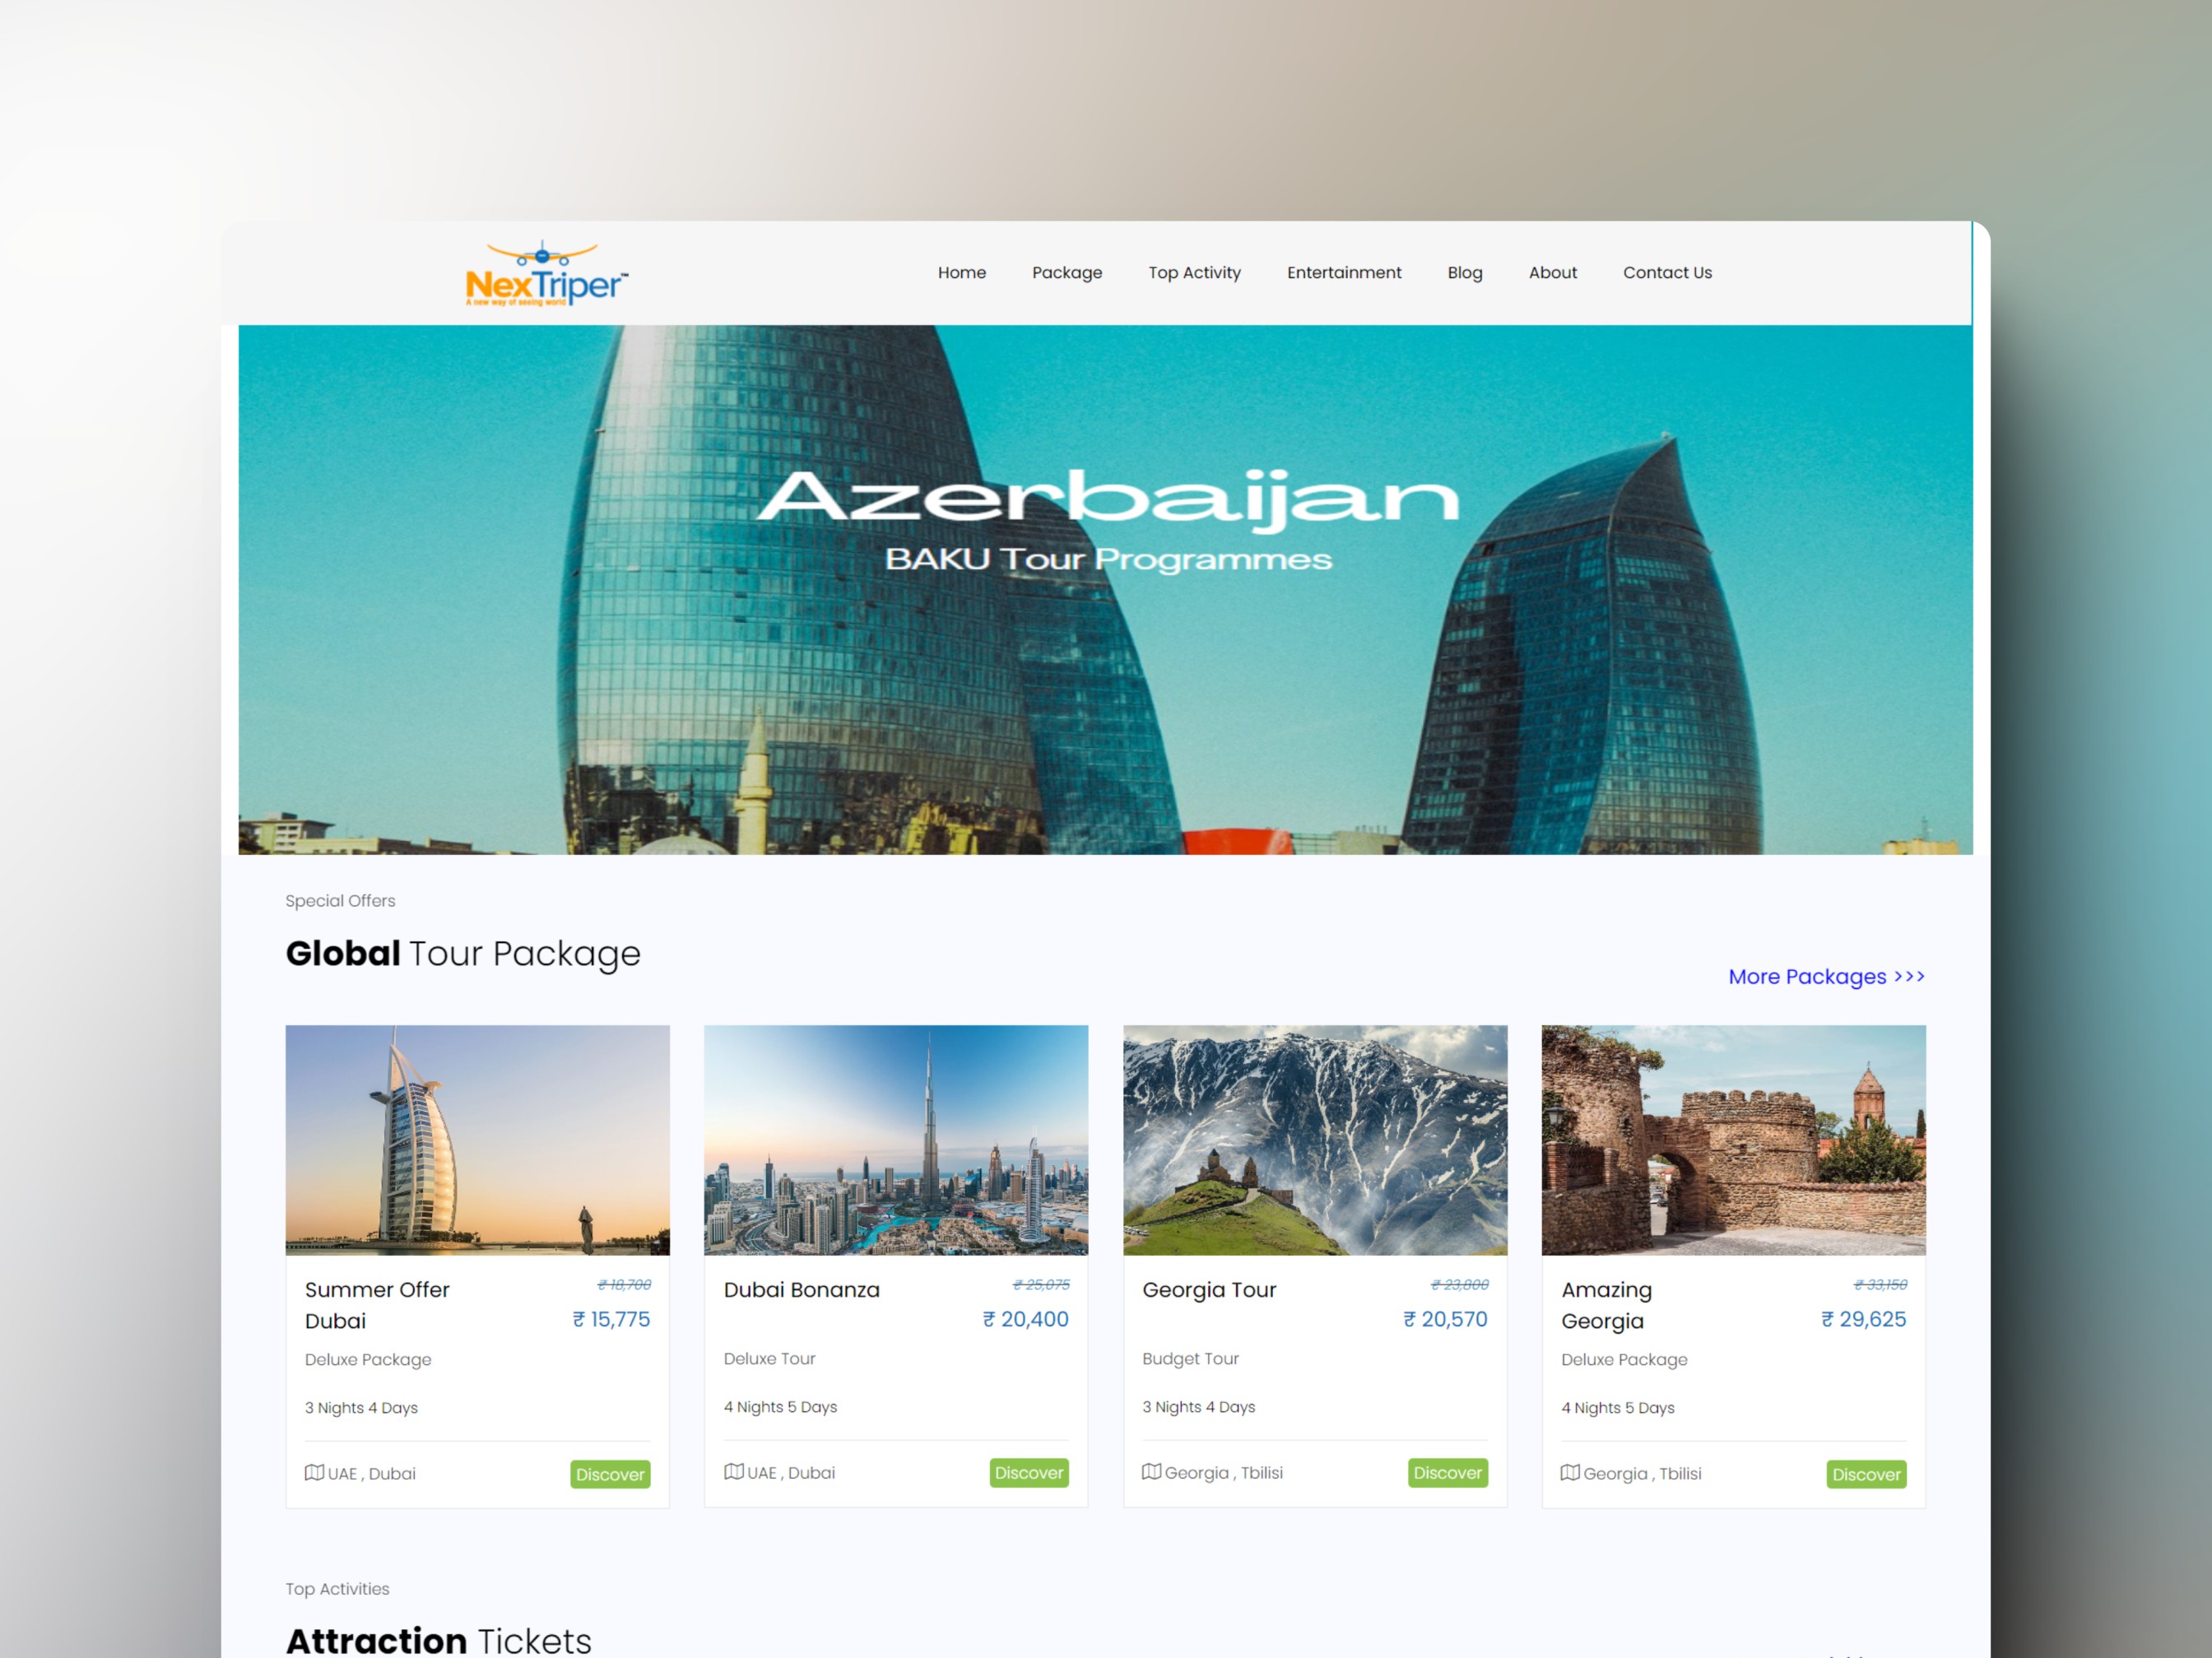 NexTriper™
A new way of seeing world
Home Package Top Activity Entertainment Blog About Contact Us
Azerbaijan
BAKU Tour Programmes
Special Offers
Global Tour Package
More Packages >>>
Summer Offer
Dubai
₹ 18,700
₹ 15,775
Deluxe Package
3 Nights 4 Days
UAE , Dubai
Discover
Dubai Bonanza
₹ 25,075
₹ 20,400
Deluxe Tour
4 Nights 5 Days
UAE , Dubai
Discover
Georgia Tour
₹ 23,800
₹ 20,570
Budget Tour
3 Nights 4 Days
Georgia , Tbilisi
Discover
Amazing
Georgia
₹ 33,150
₹ 29,625
Deluxe Package
4 Nights 5 Days
Georgia , Tbilisi
Discover
Top Activities
Attraction Tickets